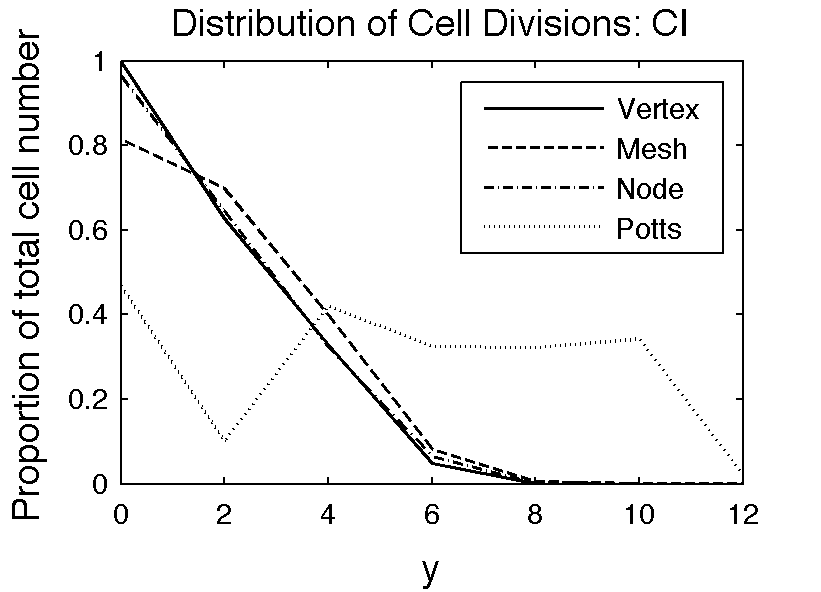 Distribution of Cell Divisions: CI
Proportion of total cell number
1
0.8
0.6
0.4
0.2
0
Vertex
Mesh
Node
Potts
0 2 4 6 8 10 12
y